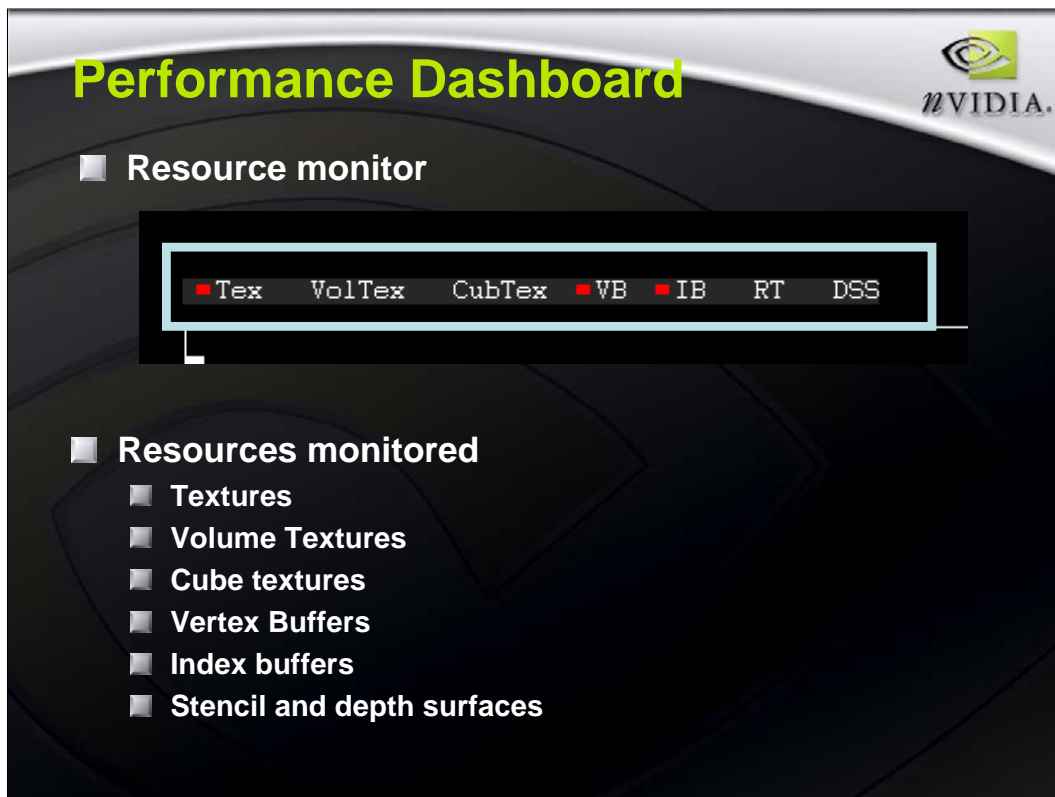 Performance Dashboard
nVIDIA.
Resource monitor
Tex VolTex CubTex VB IB RT DSS
Resources monitored
Textures
Volume Textures
Cube textures
Vertex Buffers
Index buffers
Stencil and depth surfaces